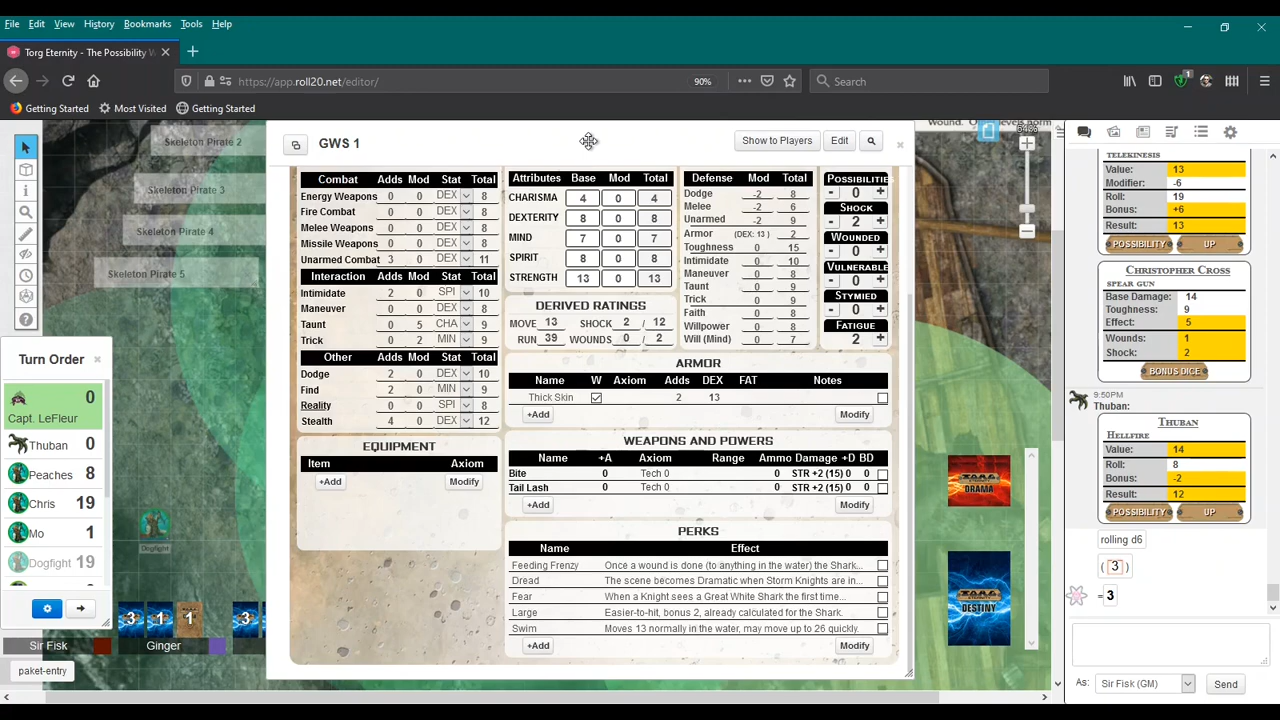 File Edit View History Bookmarks Tools Help
Torg Eternity - The Possibility W
https://app.roll20.net/editor/
90%
Search
Getting Started Most Visited Getting Started
Skeleton Pirate 2
Skeleton Pirate 3
Skeleton Pirate 4
Skeleton Pirate 5
Turn Order
0
Capt. LeFleur
Thuban 0
Peaches 8
Chris 19
Mo 1
Dogfight 19
Dogfight
3 1 1 3
Sir Fisk Ginger
paket-entry
GWS 1
Show to Players Edit
Combat Adds Mod Stat Total
Energy Weapons 0 0 DEX 8
Fire Combat 0 0 DEX 8
Melee Weapons 0 0 DEX 8
Missile Weapons 0 0 DEX 8
Unarmed Combat 3 0 DEX 11
Interaction Adds Mod Stat Total
Intimidate 2 0 SPI 10
Maneuver 0 0 DEX 8
Taunt 0 5 CHA 9
Trick 0 2 MIN 9
Other Adds Mod Stat Total
Dodge 2 0 DEX 10
Find 2 0 MIN 9
Reality 0 0 SPI 8
Stealth 4 0 DEX 12
EQUIPMENT
Item Axiom
+Add Modify
Attributes Base Mod Total
CHARISMA 4 0 4
DEXTERITY 8 0 8
MIND 7 0 7
SPIRIT 8 0 8
STRENGTH 13 0 13
DERIVED RATINGS
MOVE 13 SHOCK 2 / 12
RUN 39 WOUNDS 0 / 2
Defense Mod Total
Dodge -2 8
Melee -2 6
Unarmed -2 9
Armor (DEX: 13 ) 2
Toughness 0 15
Intimidate 0 10
Maneuver 0 8
Taunt 0 9
Trick 0 9
Faith 0 8
Willpower 0 8
Will (Mind) 0 7
POSSIBILITIE
- 0 +
SHOCK
- 2 +
WOUNDED
- 0 +
VULNERABLE
- 0 +
STYMIED
- 0 +
FATIGUE
2 +
ARMOR
Name W Axiom Adds DEX FAT Notes
Thick Skin 2 13
+Add Modify
WEAPONS AND POWERS
Name +A Axiom Range Ammo Damage +D BD
Bite 0 Tech 0 0 STR +2 (15) 0 0
Tail Lash 0 Tech 0 0 STR +2 (15) 0 0
+Add Modify
PERKS
Name Effect
Feeding Frenzy Once a wound is done (to anything in the water) the Shark...
Dread The scene becomes Dramatic when Storm Knights are in...
Fear When a Knight sees a Great White Shark the first time...
Large Easier-to-hit, bonus 2, already calculated for the Shark.
Swim Moves 13 normally in the water, may move up to 26 quickly.
+Add Modify
Wound.
DRAMA
DESTINY
TELEKINESIS
Value: 13
Modifier: -6
Roll: 19
Bonus: +6
Result: 13
POSSIBILITY UP
CHRISTOPHER CROSS
SPEAR GUN
Base Damage: 14
Toughness: 9
Effect: 5
Wounds: 1
Shock: 2
BONUS DICE
9:50PM
Thuban:
THUBAN
HELLFIRE
Value: 14
Roll: 8
Bonus: -2
Result: 12
POSSIBILITY UP
rolling d6
( 3 )
= 3
As: Sir Fisk (GM) Send